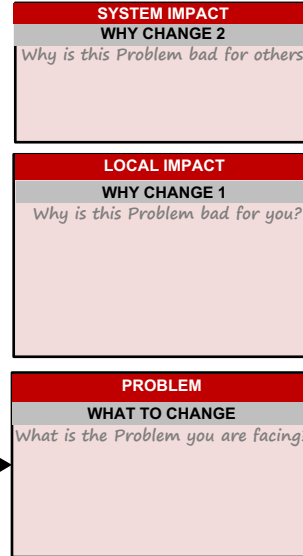 SYSTEM IMPACT
WHY CHANGE 2
Why is this Problem bad for others
LOCAL IMPACT
WHY CHANGE 1
Why is this Problem bad for you?
PROBLEM
WHAT TO CHANGE
What is the Problem you are facing?